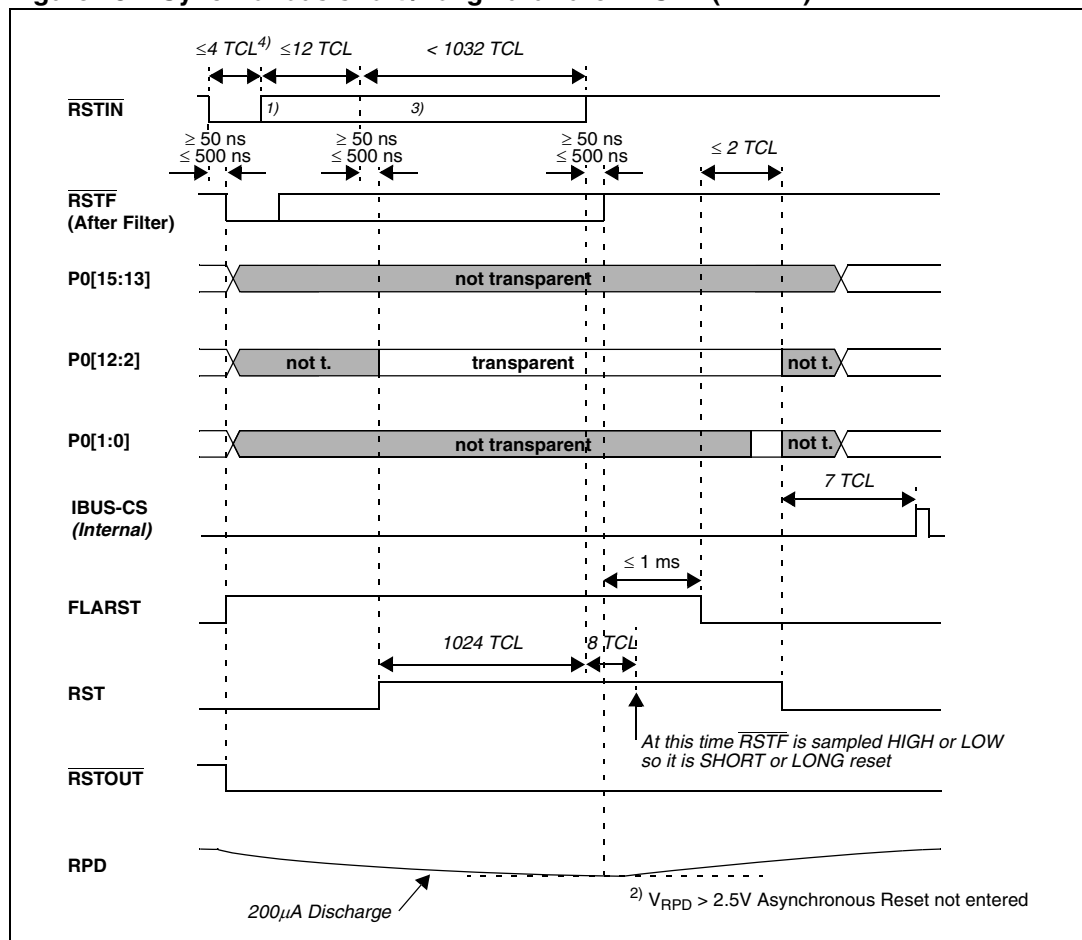 ≤4 TCL4) ≤12 TCL < 1032 TCL
RSTIN 1) 3)
≥ 50 ns ≥ 50 ns ≥ 50 ns
≤ 500 ns ≤ 500 ns ≤ 500 ns ≤ 2 TCL
RSTF
(After Filter)
P0[15:13] not transparent
P0[12:2] not t. transparent not t.
P0[1:0] not transparent not t.
7 TCL
IBUS-CS
(Internal)
≤ 1 ms
FLARST
1024 TCL 8 TCL
RST
At this time RSTF is sampled HIGH or LOW
so it is SHORT or LONG reset
RSTOUT
RPD
200µA Discharge
2) VRPD > 2.5V Asynchronous Reset not entered